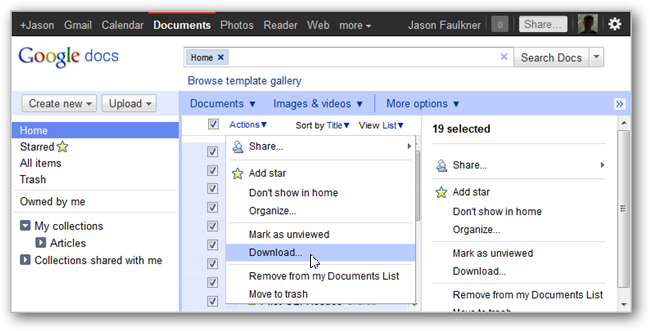 +Jason Gmail Calendar Documents Photos Reader Web more Jason Faulkner 0 Share...
Google docs
Home × Search Docs
Browse template gallery
Create new Upload
Documents Images & videos More options »
Home
Starred
All items
Trash
Owned by me
My collections
Articles
Collections shared with me
Actions Sort by Title View List
Share...
Add star
Don't show in home
Organize...
Mark as unviewed
Download...
Remove from my Documents List
Move to trash
19 selected
Share...
Add star
Don't show in home
Organize...
Mark as unviewed
Download...
Remove from my Documents List
Move to trash